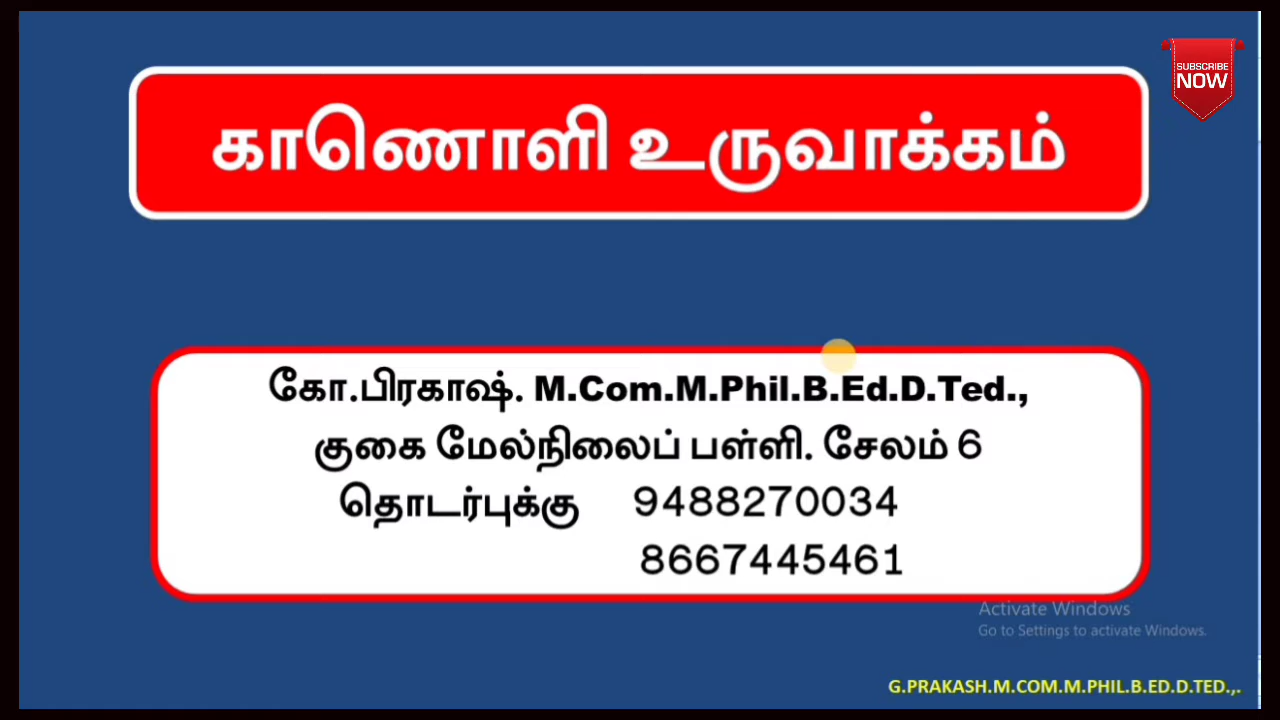 SUBSCRIBE
NOW
காணொளி உருவாக்கம்
கோ.பிரகாஷ். M.Com.M.Phil.B.Ed.D.Ted.,
குகை மேல்நிலைப் பள்ளி. சேலம் 6
தொடர்புக்கு 9488270034
8667445461
Activate Windows
Go to Settings to activate Windows.
G.PRAKASH.M.COM.M.PHIL.B.ED.D.TED.,.